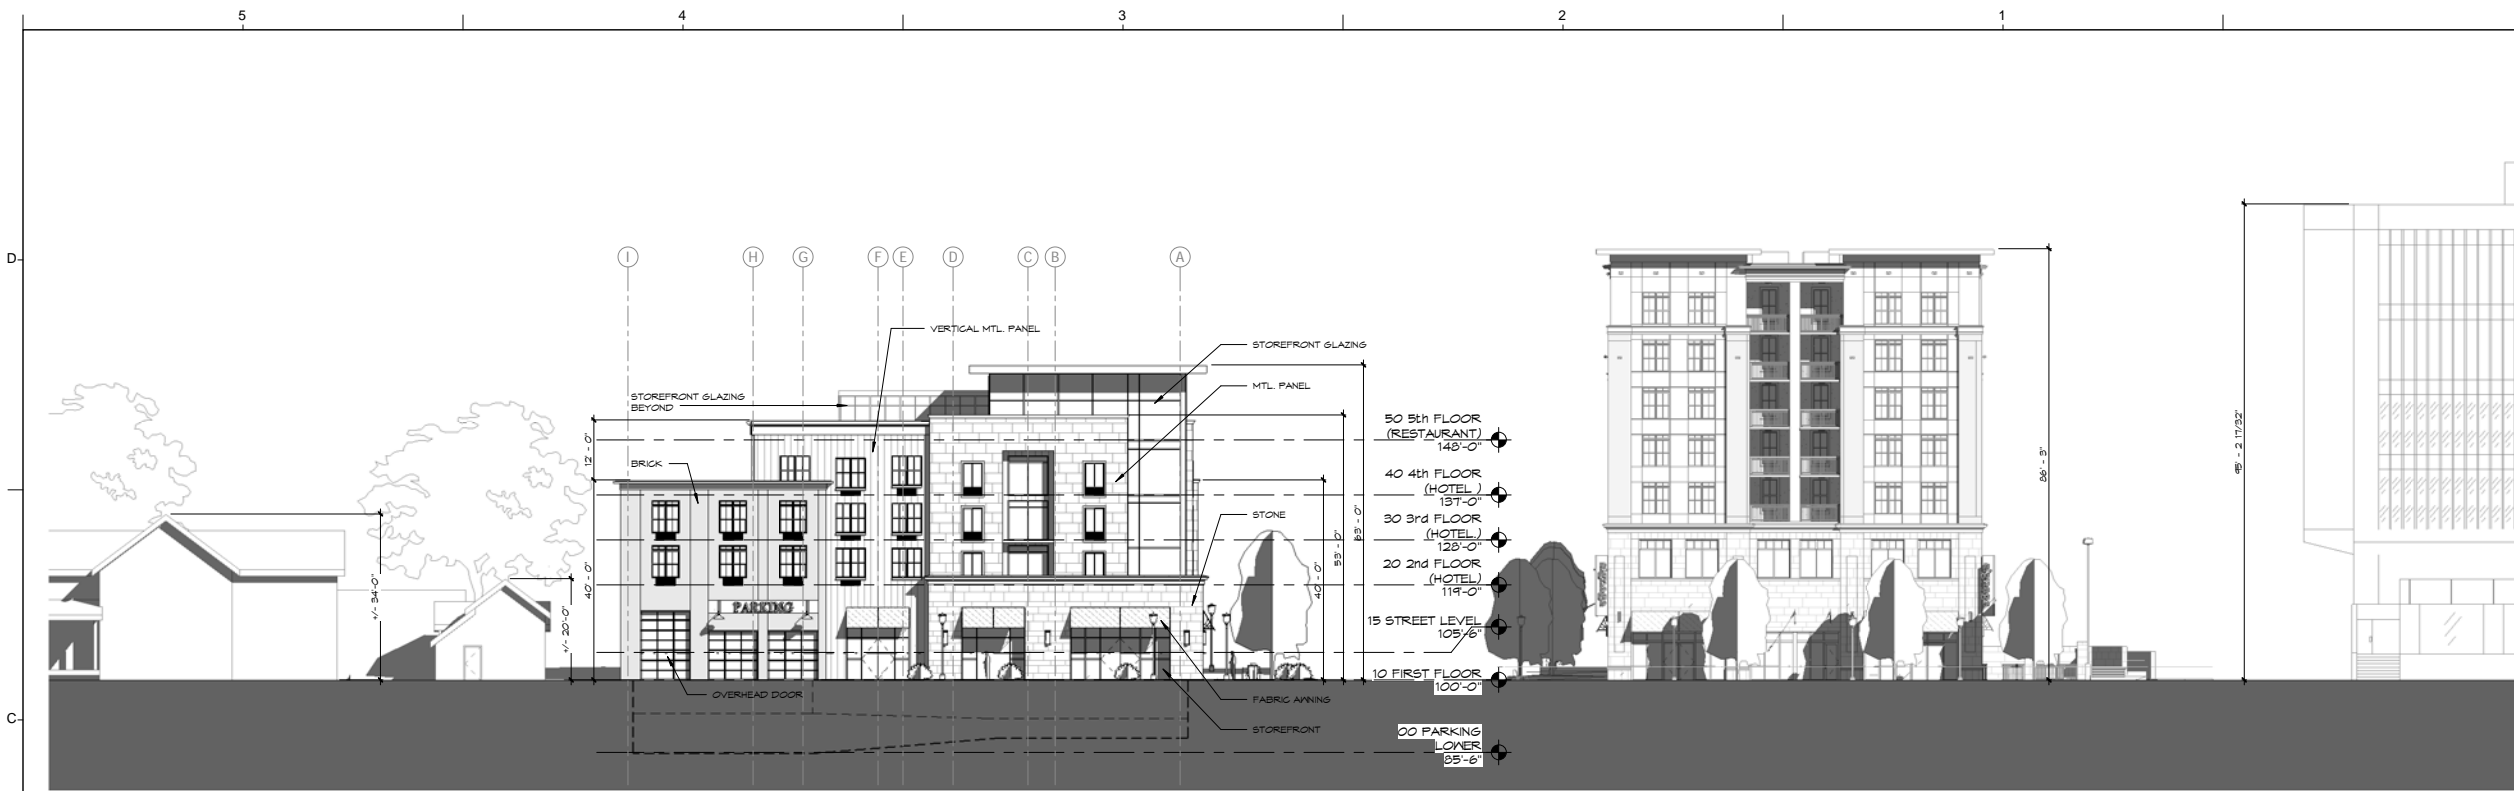 5 4 3 2 1
D
C
I H G F E D C B A
VERTICAL MTL. PANEL
STOREFRONT GLAZING
MTL. PANEL
STOREFRONT GLAZING
BEYOND
BRICK
STONE
PARKING
OVERHEAD DOOR
FABRIC AWNING
STOREFRONT
12' - 0"
40' - 0"
+/- 34'-0"
+/- 20'-0"
40' - 0"
53' - 0"
63' - 0"
50 5th FLOOR
(RESTAURANT)
148'-0"
40 4th FLOOR
(HOTEL )
137'-0"
30 3rd FLOOR
(HOTEL.)
128'-0"
20 2nd FLOOR
(HOTEL)
119'-0"
15 STREET LEVEL
105'-6"
10 FIRST FLOOR
100'-0"
00 PARKING
LOWER
85'-6"
86' - 3"
95' - 2 17/32"